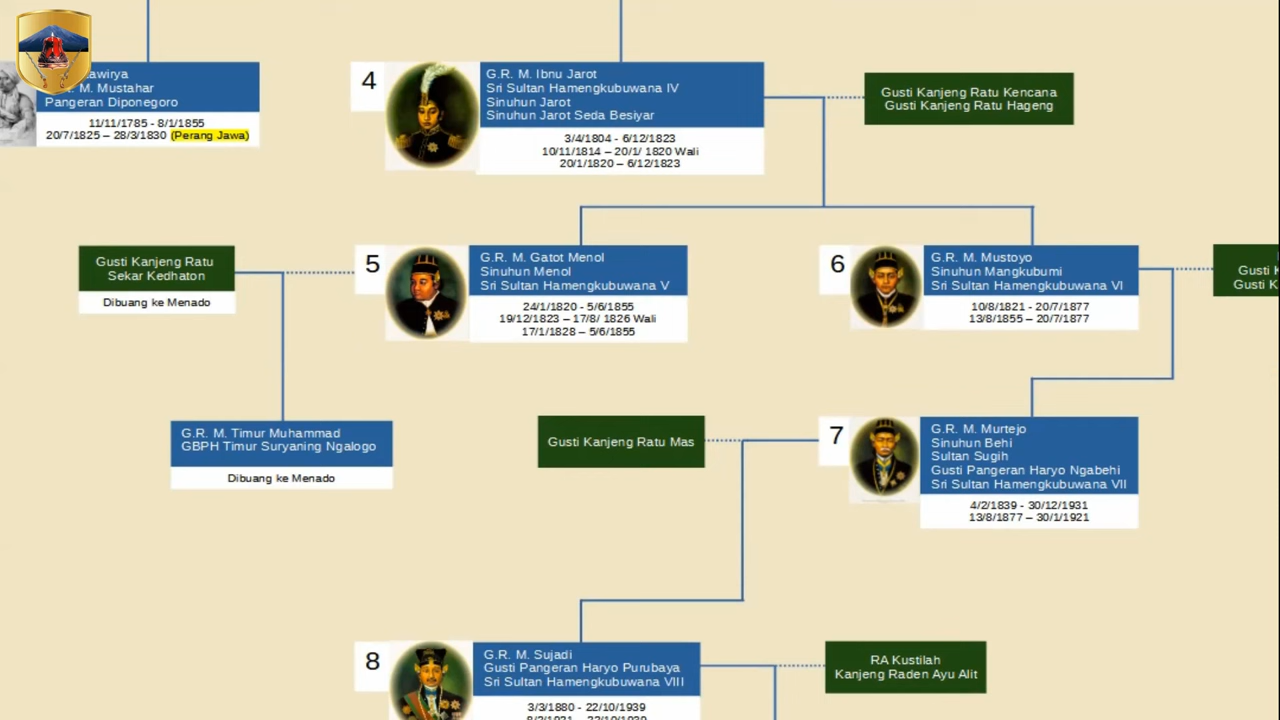 M. Mustahar
Pangeran Diponegoro
11/11/1785 - 8/1/1855
20/7/1825 – 28/3/1830 (Perang Jawa)
4
G.R. M. Ibnu Jarot
Sri Sultan Hamengkubuwana IV
Sinuhun Jarot
Sinuhun Jarot Seda Besiyar
3/4/1804 - 6/12/1823
10/11/1814 – 20/1/ 1820 Wali
20/1/1820 – 6/12/1823
Gusti Kanjeng Ratu Kencana
Gusti Kanjeng Ratu Hageng
Gusti Kanjeng Ratu
Sekar Kedhaton
Dibuang ke Menado
5
G.R. M. Gatot Menol
Sinuhun Menol
Sri Sultan Hamengkubuwana V
24/1/1820 - 5/6/1855
19/12/1823 – 17/8/ 1826 Wali
17/1/1828 – 5/6/1855
6
G.R. M. Mustoyo
Sinuhun Mangkubumi
Sri Sultan Hamengkubuwana VI
10/8/1821 - 20/7/1877
13/8/1855 – 20/7/1877
Gusti
Gusti
G.R. M. Timur Muhammad
GBPH Timur Suryaning Ngalogo
Dibuang ke Menado
Gusti Kanjeng Ratu Mas
7
G.R. M. Murtejo
Sinuhun Behi
Sultan Sugih
Gusti Pangeran Haryo Ngabehi
Sri Sultan Hamengkubuwana VII
4/2/1839 - 30/12/1931
13/8/1877 – 30/1/1921
8
G.R. M. Sujadi
Gusti Pangeran Haryo Purubaya
Sri Sultan Hamengkubuwana VIII
3/3/1880 - 22/10/1939
RA Kustilah
Kanjeng Raden Ayu Alit